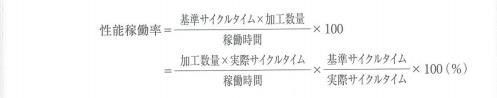 性能稼働率 = 基準サイクルタイム×加工数量 / 稼働時間 ×100
= 加工数量×実際サイクルタイム / 稼働時間 × 基準サイクルタイム / 実際サイクルタイム ×100(%)